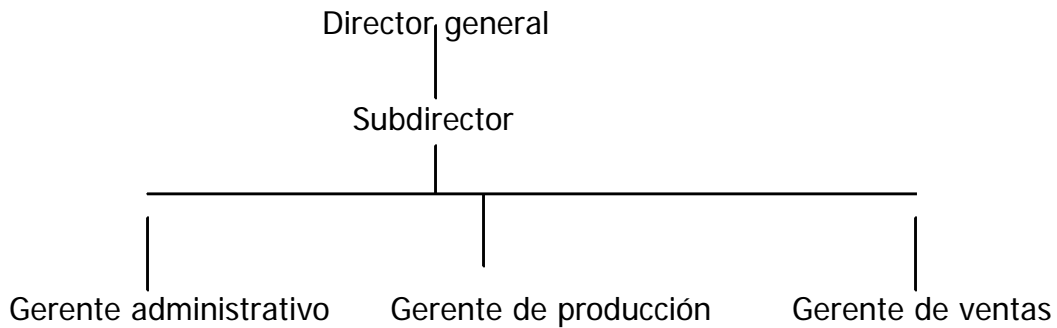 Director general
Subdirector
Gerente administrativo Gerente de producción Gerente de ventas